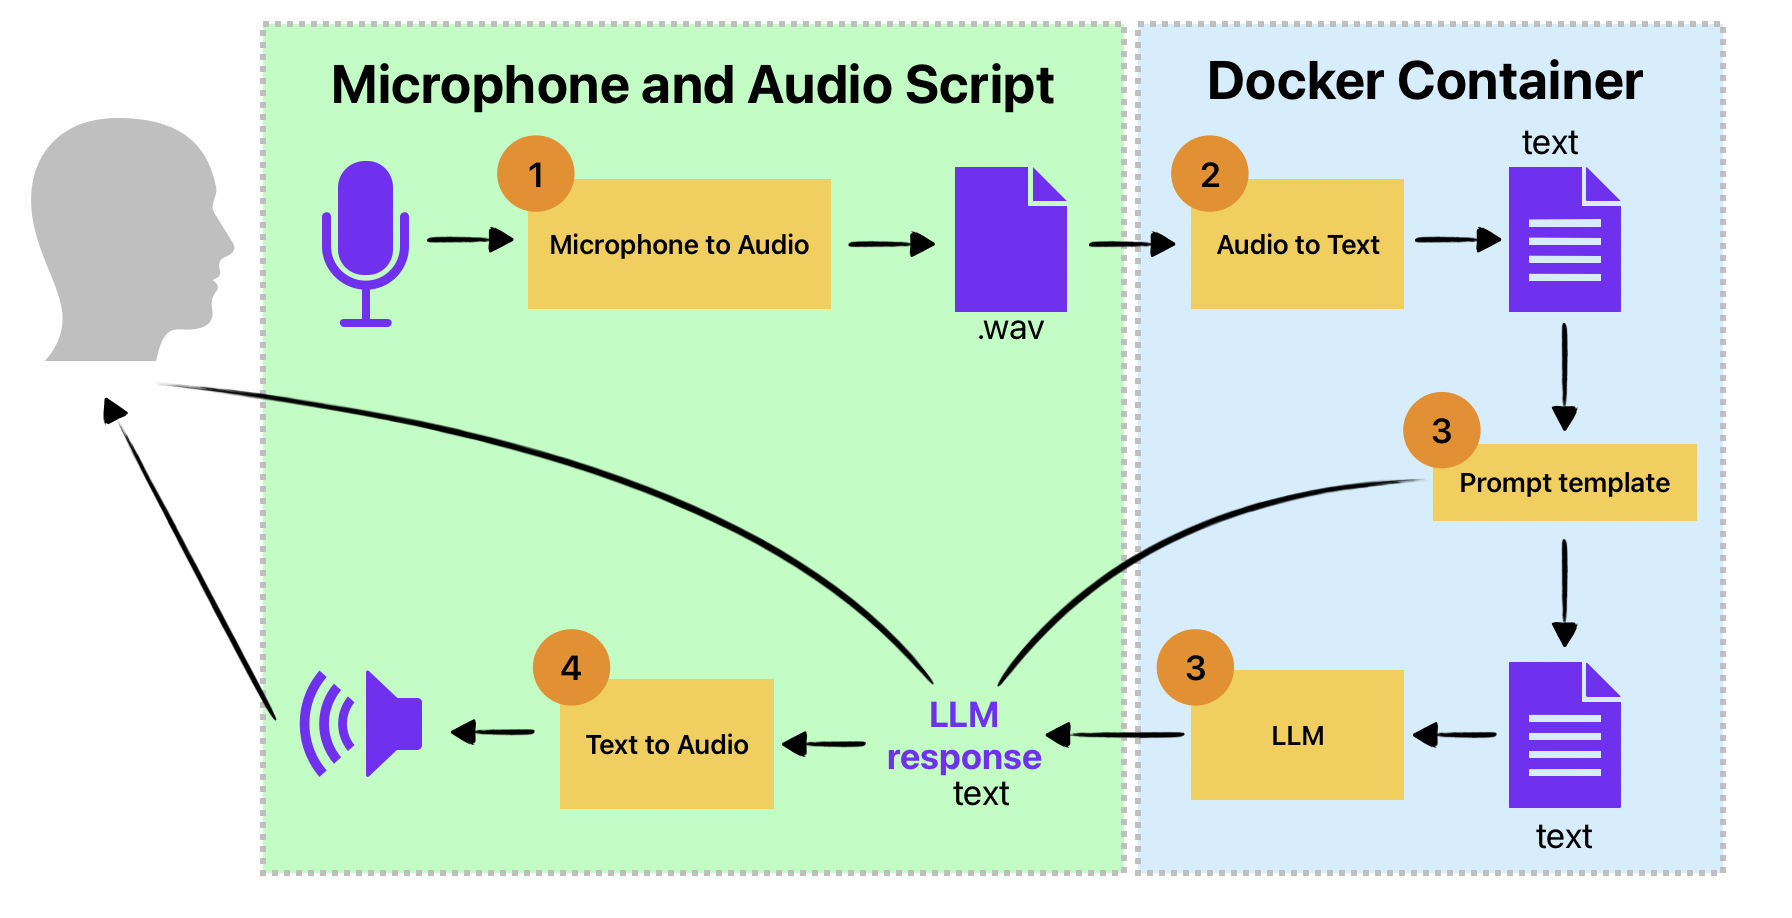 Microphone and Audio Script
1
Microphone to Audio
.wav
Docker Container
2
Audio to Text
text
3
Prompt template
text
3
LLM
LLM
response
text
4
Text to Audio